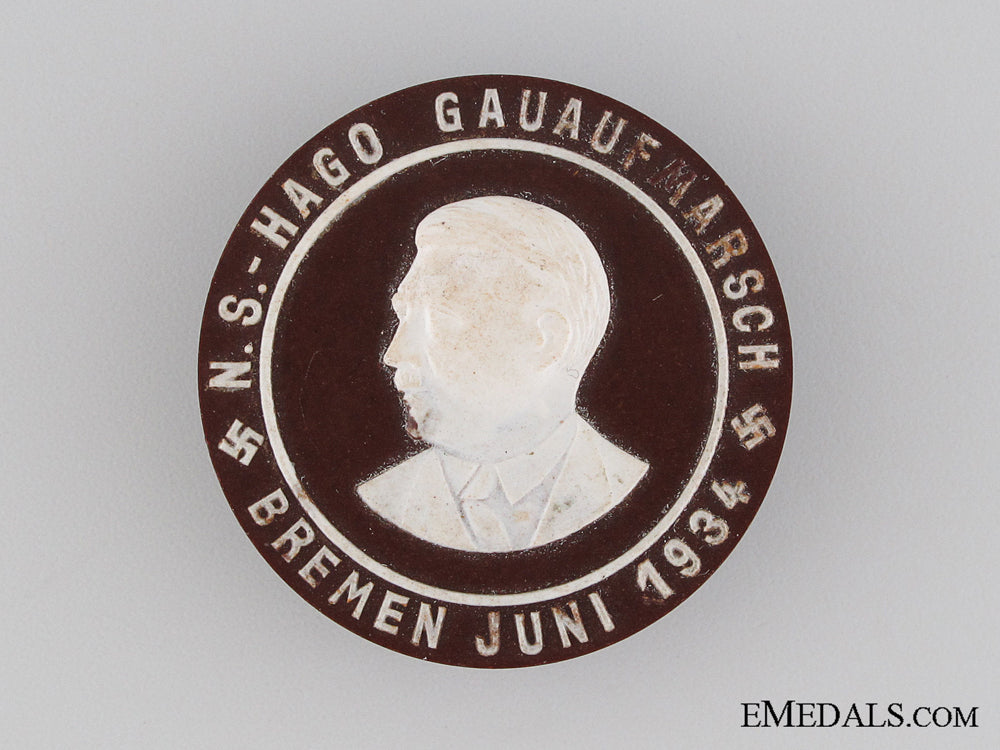 N.S.-HAGO GAUAUFMARSCH
BREMEN JUNI 1934
EMEDALS.COM